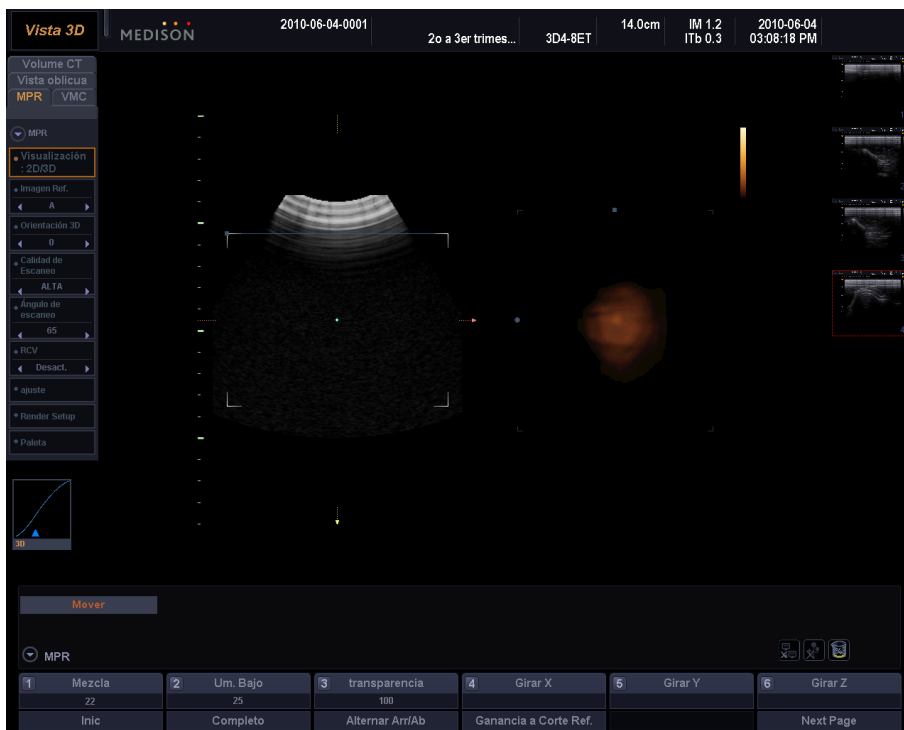 Vista 3D
MEDISON
2010-06-04-0001
2o a 3er trimes...
3D4-8ET
14.0cm
IM 1.2
ITb 0.3
2010-06-04
03:08:18 PM
Volume CT
Vista oblicua
MPR VMC
MPR
Visualización
: 2D/3D
Imagen Ref.
A
Orientación 3D
0
Calidad de
Escaneo
ALTA
Ángulo de
escaneo
65
RCV
Desact.
ajuste
Render Setup
Paleta
3D
1
2
3
4
Mover
MPR
1 Mezcla
22
2 Um. Bajo
25
3 transparencia
100
4 Girar X
5 Girar Y
6 Girar Z
Inic
Completo
Alternar Arr/Ab
Ganancia a Corte Ref.
Next Page